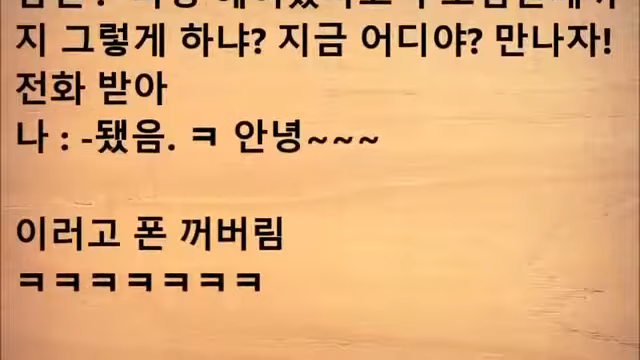 지 그렇게 하냐? 지금 어디야? 만나자!
전화 받아
나 : -됐음. ㅋ 안녕~~~
이러고 폰 꺼버림
ㅋㅋㅋㅋㅋㅋㅋ